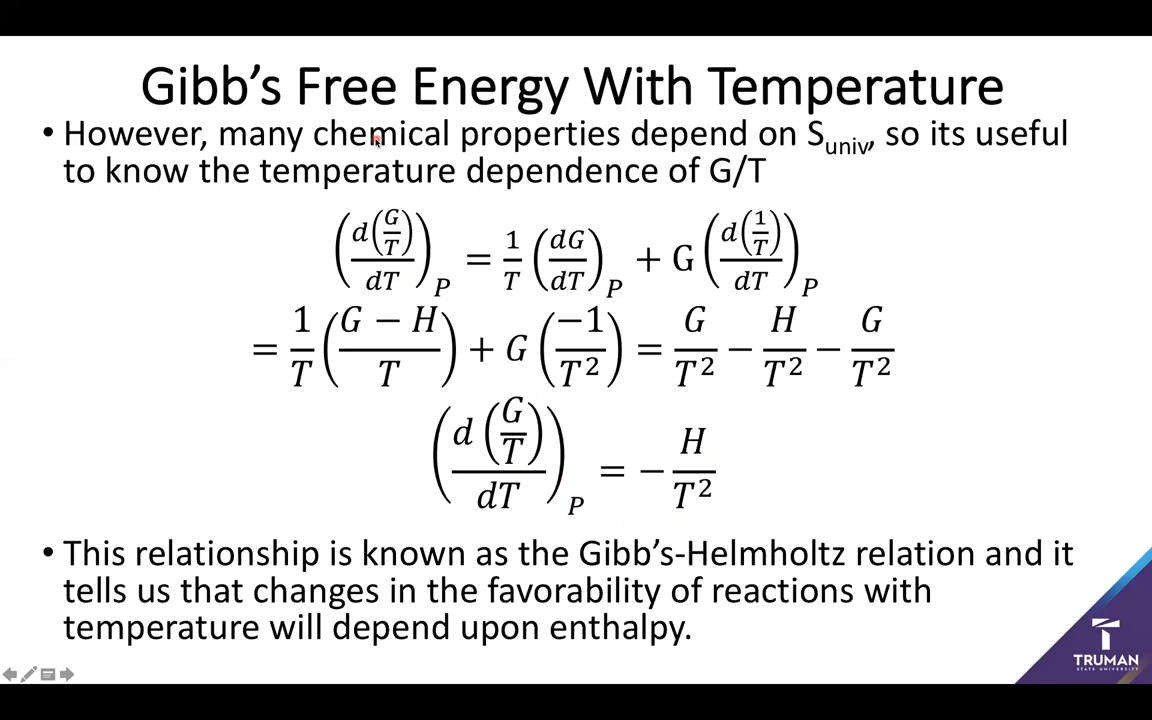 Gibb's Free Energy With Temperature
• However, many chemical properties depend on S_univ, so its useful
to know the temperature dependence of G/T
(d(G/T)/dT)_P = 1/T (dG/dT)_P + G (d(1/T)/dT)_P
= 1/T ((G − H)/T) + G (−1/T²) = G/T² − H/T² − G/T²
(d(G/T)/dT)_P = − H/T²
• This relationship is known as the Gibb's-Helmholtz relation and it
tells us that changes in the favorability of reactions with
temperature will depend upon enthalpy.
TRUMAN
STATE UNIVERSITY